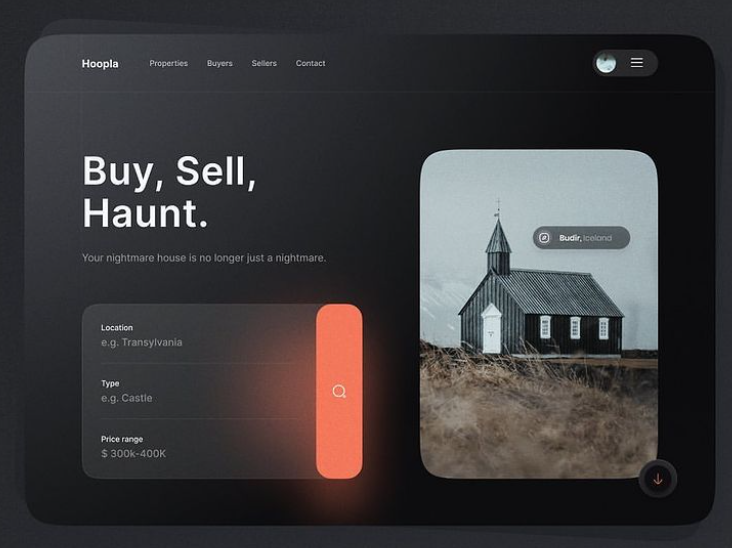 Hoopla
Properties Buyers Sellers Contact
Buy, Sell,
Haunt.
Your nightmare house is no longer just a nightmare.
Location
e.g. Transylvania
Type
e.g. Castle
Price range
$ 300k-400K
Budir, Iceland